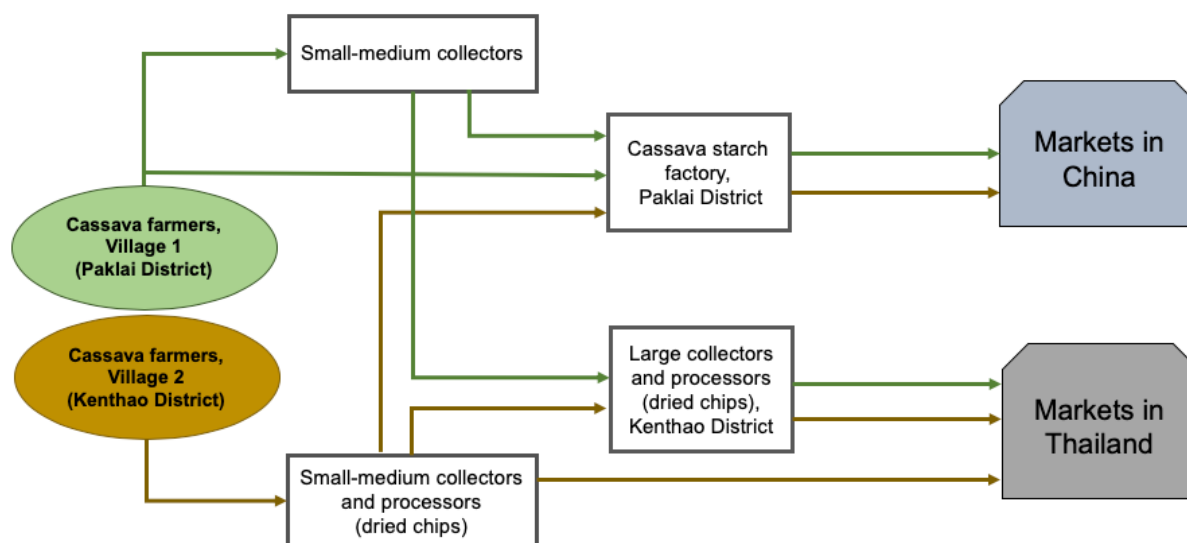 Small-medium collectors
Cassava starch
factory,
Paklai District
Markets in
China
Cassava farmers,
Village 1
(Paklai District)
Cassava farmers,
Village 2
(Kenthao District)
Large collectors
and processors
(dried chips),
Kenthao District
Markets in
Thailand
Small-medium collectors
and processors
(dried chips)